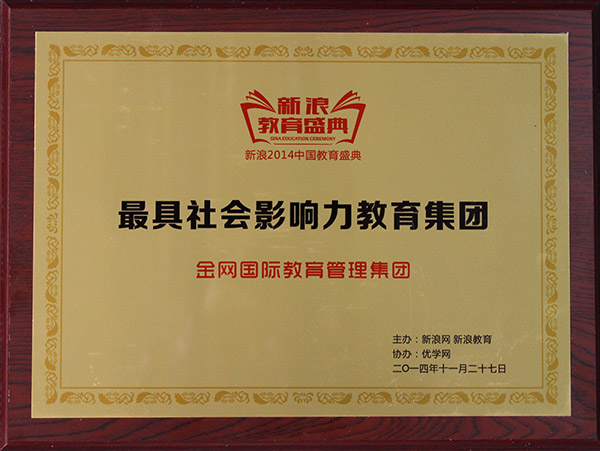 新浪
教育盛典
SINA EDUCATION CEREMONY
新浪2014中国教育盛典
最具社会影响力教育集团
金网国际教育管理集团
主办：新浪网 新浪教育
协办：优学网
二〇一四年十一月二十七日